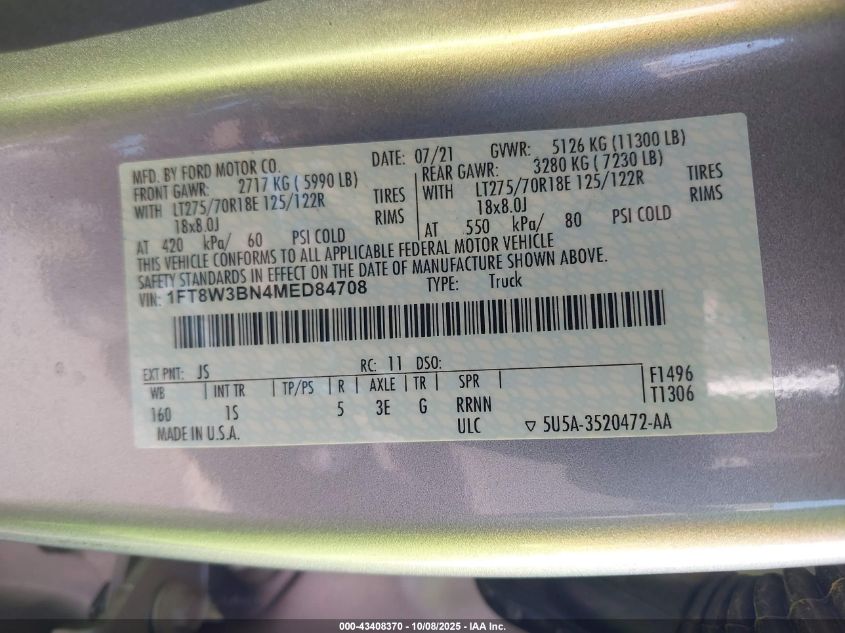 MFD. BY FORD MOTOR CO. DATE: 07/21 GVWR: 5126 KG (11300 LB)
FRONT GAWR: 2717 KG ( 5990 LB) REAR GAWR: 3280 KG ( 7230 LB)
WITH LT275/70R18E 125/122R TIRES WITH LT275/70R18E 125/122R TIRES
18x8.0J RIMS 18x8.0J RIMS
AT 420 kPa/ 60 PSI COLD AT 550 kPa/ 80 PSI COLD
THIS VEHICLE CONFORMS TO ALL APPLICABLE FEDERAL MOTOR VEHICLE
SAFETY STANDARDS IN EFFECT ON THE DATE OF MANUFACTURE SHOWN ABOVE.
VIN: 1FT8W3BN4MED84708 TYPE: Truck
EXT PNT: JS RC: 11 DSO:
WB INT TR TP/PS R AXLE TR SPR F1496
160 1S 5 3E G RRNN T1306
MADE IN U.S.A. ULC ▽ 5U5A-3520472-AA
000-43408370 - 10/08/2025 - IAA Inc.